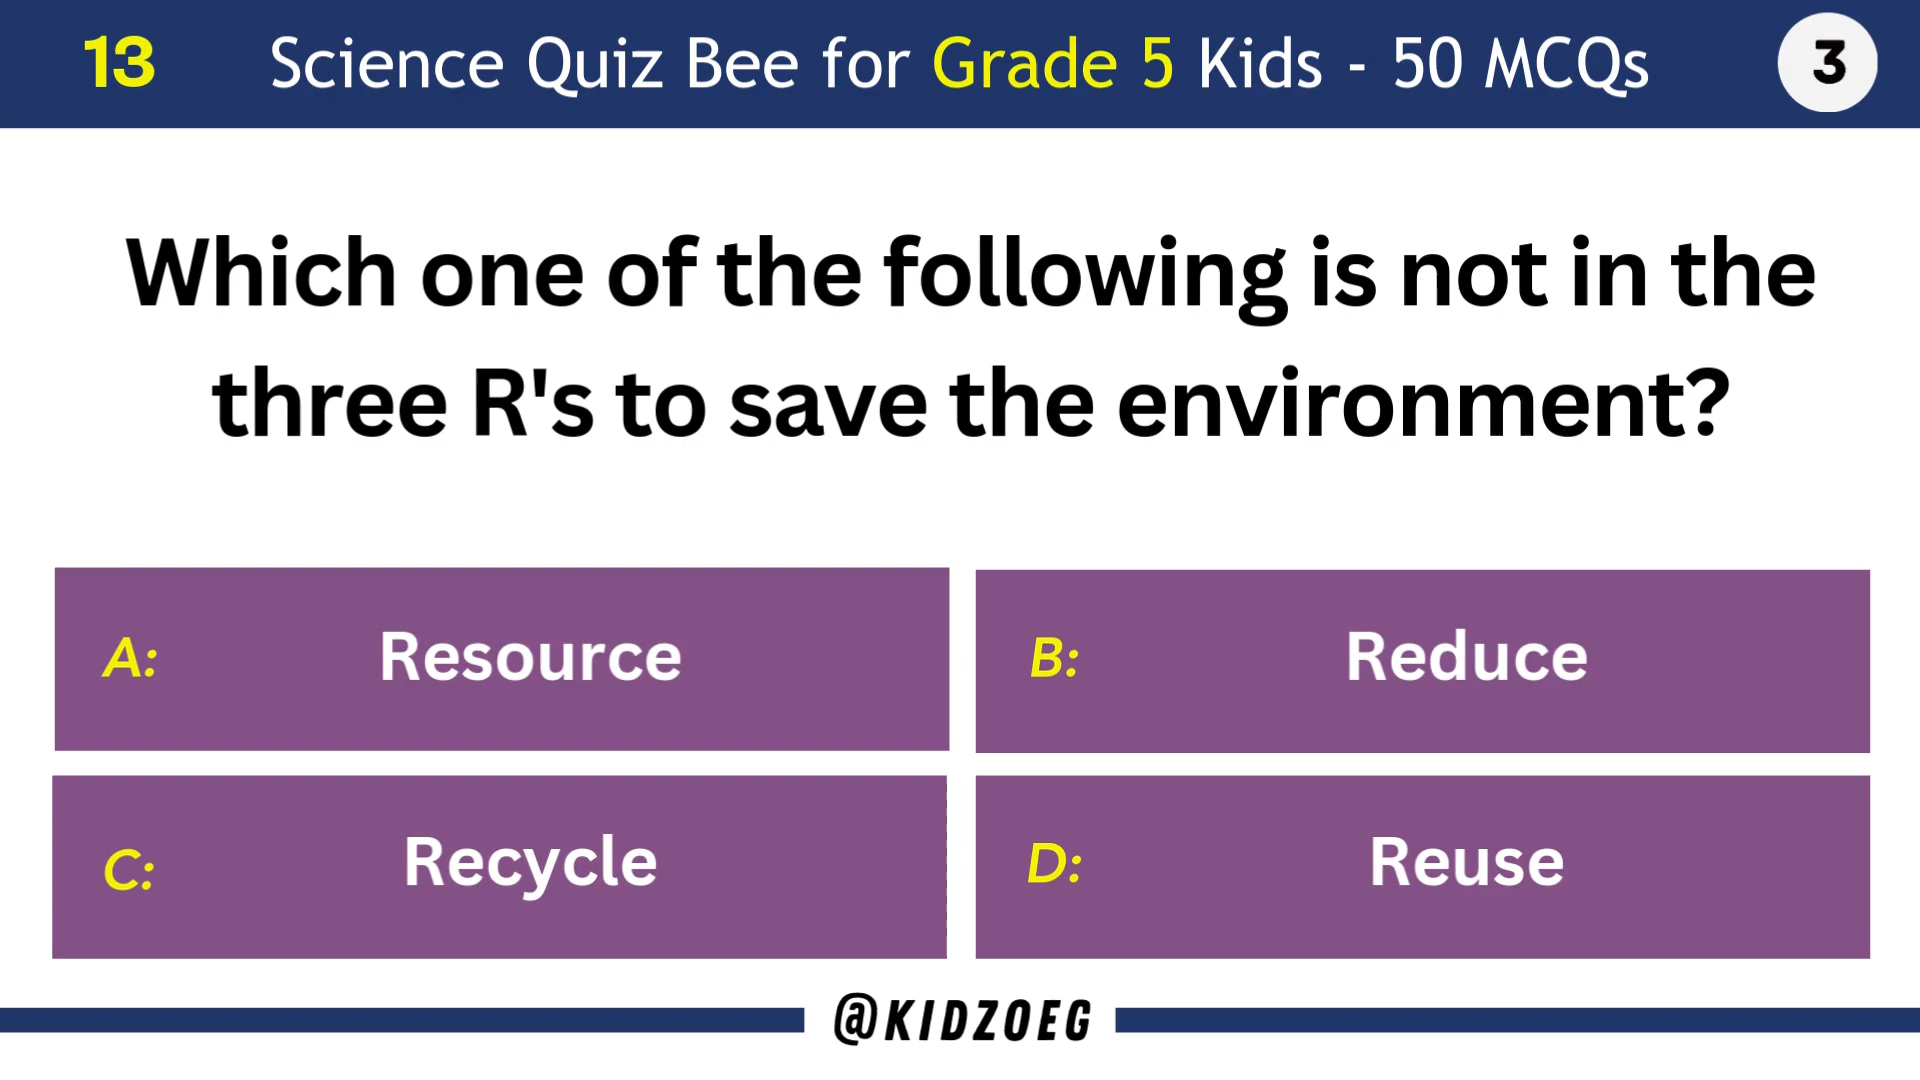 13
Science Quiz Bee for Grade 5 Kids - 50 MCQs
3
Which one of the following is not in the
three R's to save the environment?
A: Resource
B: Reduce
C: Recycle
D: Reuse
@KIDZOEG